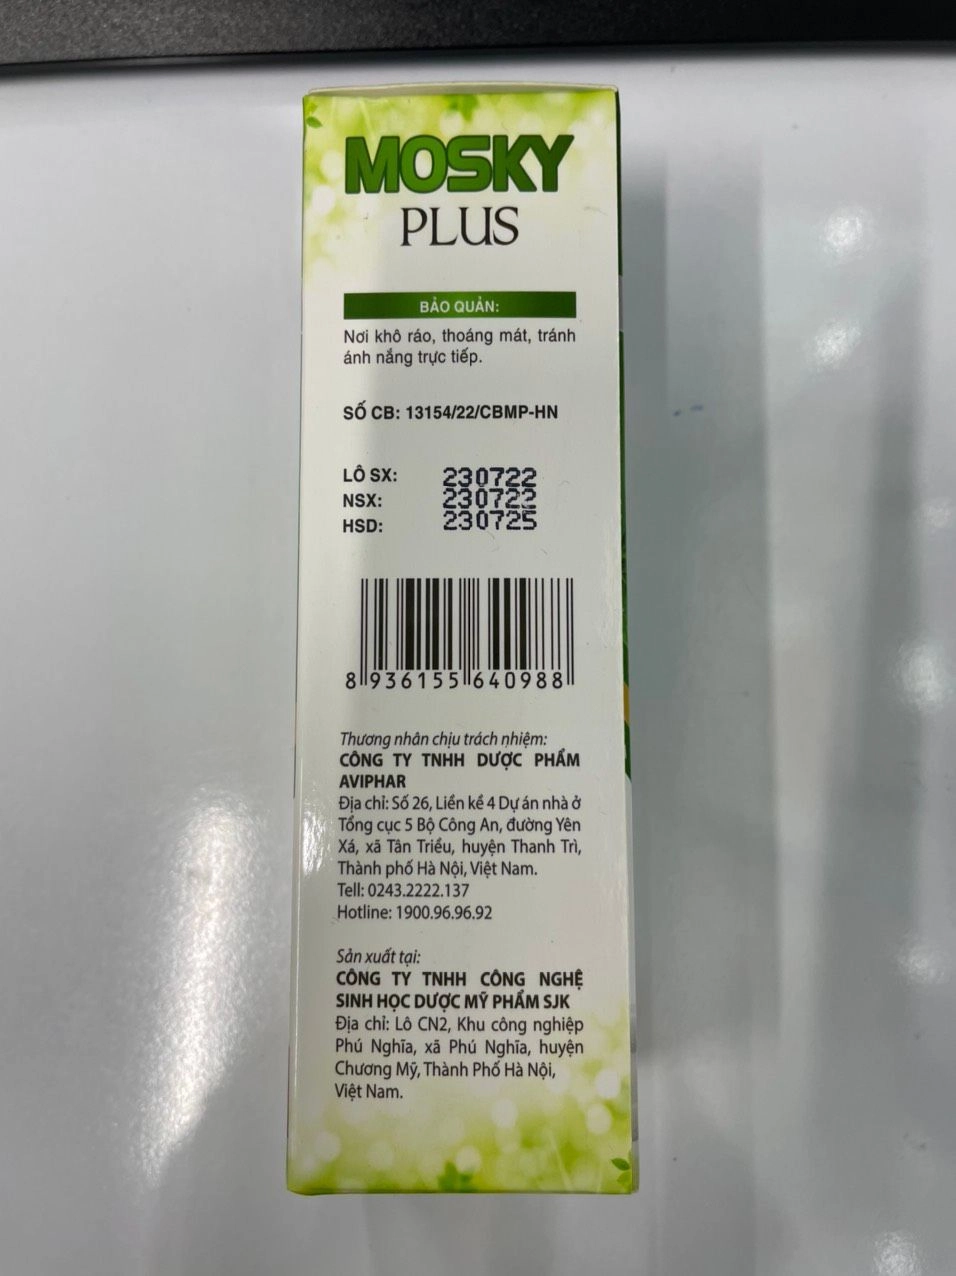 MOSKY
PLUS
BẢO QUẢN:
Nơi khô ráo, thoáng mát, tránh
ánh nắng trực tiếp.
SỐ CB: 13154/22/CBMP-HN
LÔ SX: 230722
NSX: 230722
HSD: 230725
8 936155 640988
Thương nhân chịu trách nhiệm:
CÔNG TY TNHH DƯỢC PHẨM
AVIPHAR
Địa chỉ: Số 26, Liền kề 4 Dự án nhà ở
Tổng cục 5 Bộ Công An, đường Yên
Xá, xã Tân Triều, huyện Thanh Trì,
Thành phố Hà Nội, Việt Nam.
Tell: 0243.2222.137
Hotline: 1900.96.96.92
Sản xuất tại:
CÔNG TY TNHH CÔNG NGHỆ
SINH HỌC DƯỢC MỸ PHẨM SJK
Địa chỉ: Lô CN2, Khu công nghiệp
Phú Nghĩa, xã Phú Nghĩa, huyện
Chương Mỹ, Thành Phố Hà Nội,
Việt Nam.